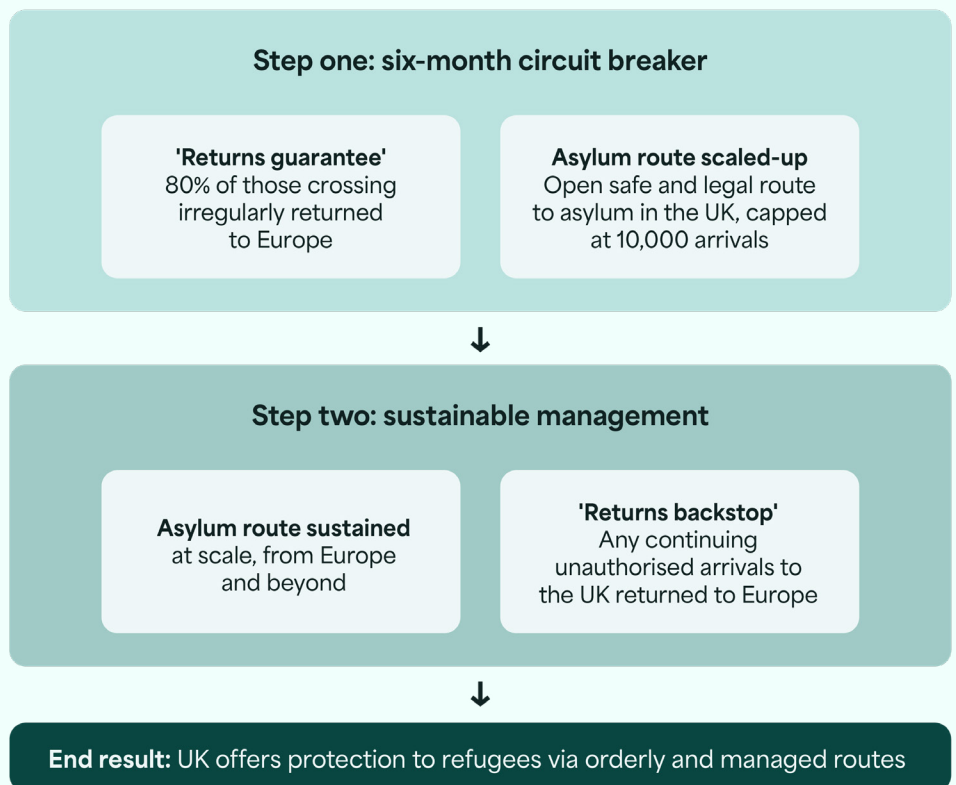 Step one: six-month circuit breaker
'Returns guarantee'
80% of those crossing
irregularly returned
to Europe
Asylum route scaled-up
Open safe and legal route
to asylum in the UK, capped
at 10,000 arrivals
Step two: sustainable management
Asylum route sustained
at scale, from Europe
and beyond
'Returns backstop'
Any continuing
unauthorised arrivals to
the UK returned to Europe
End result: UK offers protection to refugees via orderly and managed routes